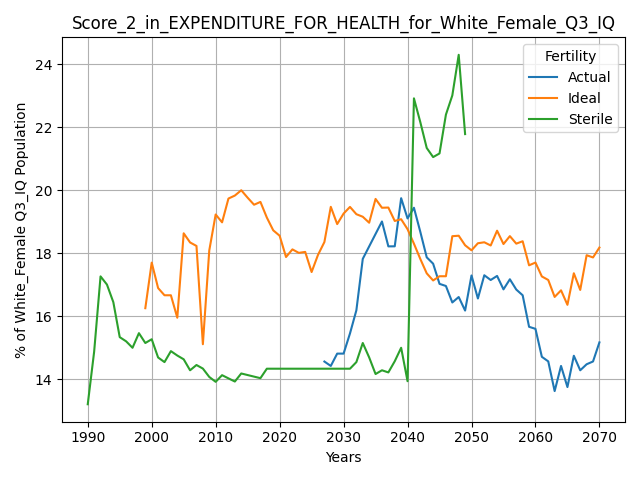 Score_2_in_EXPENDITURE_FOR_HEALTH_for_White_Female_Q3_IQ
% of White_Female Q3_IQ Population
24
22
20
18
16
14
Fertility
Actual
Ideal
Sterile
1990 2000 2010 2020 2030 2040 2050 2060 2070
Years